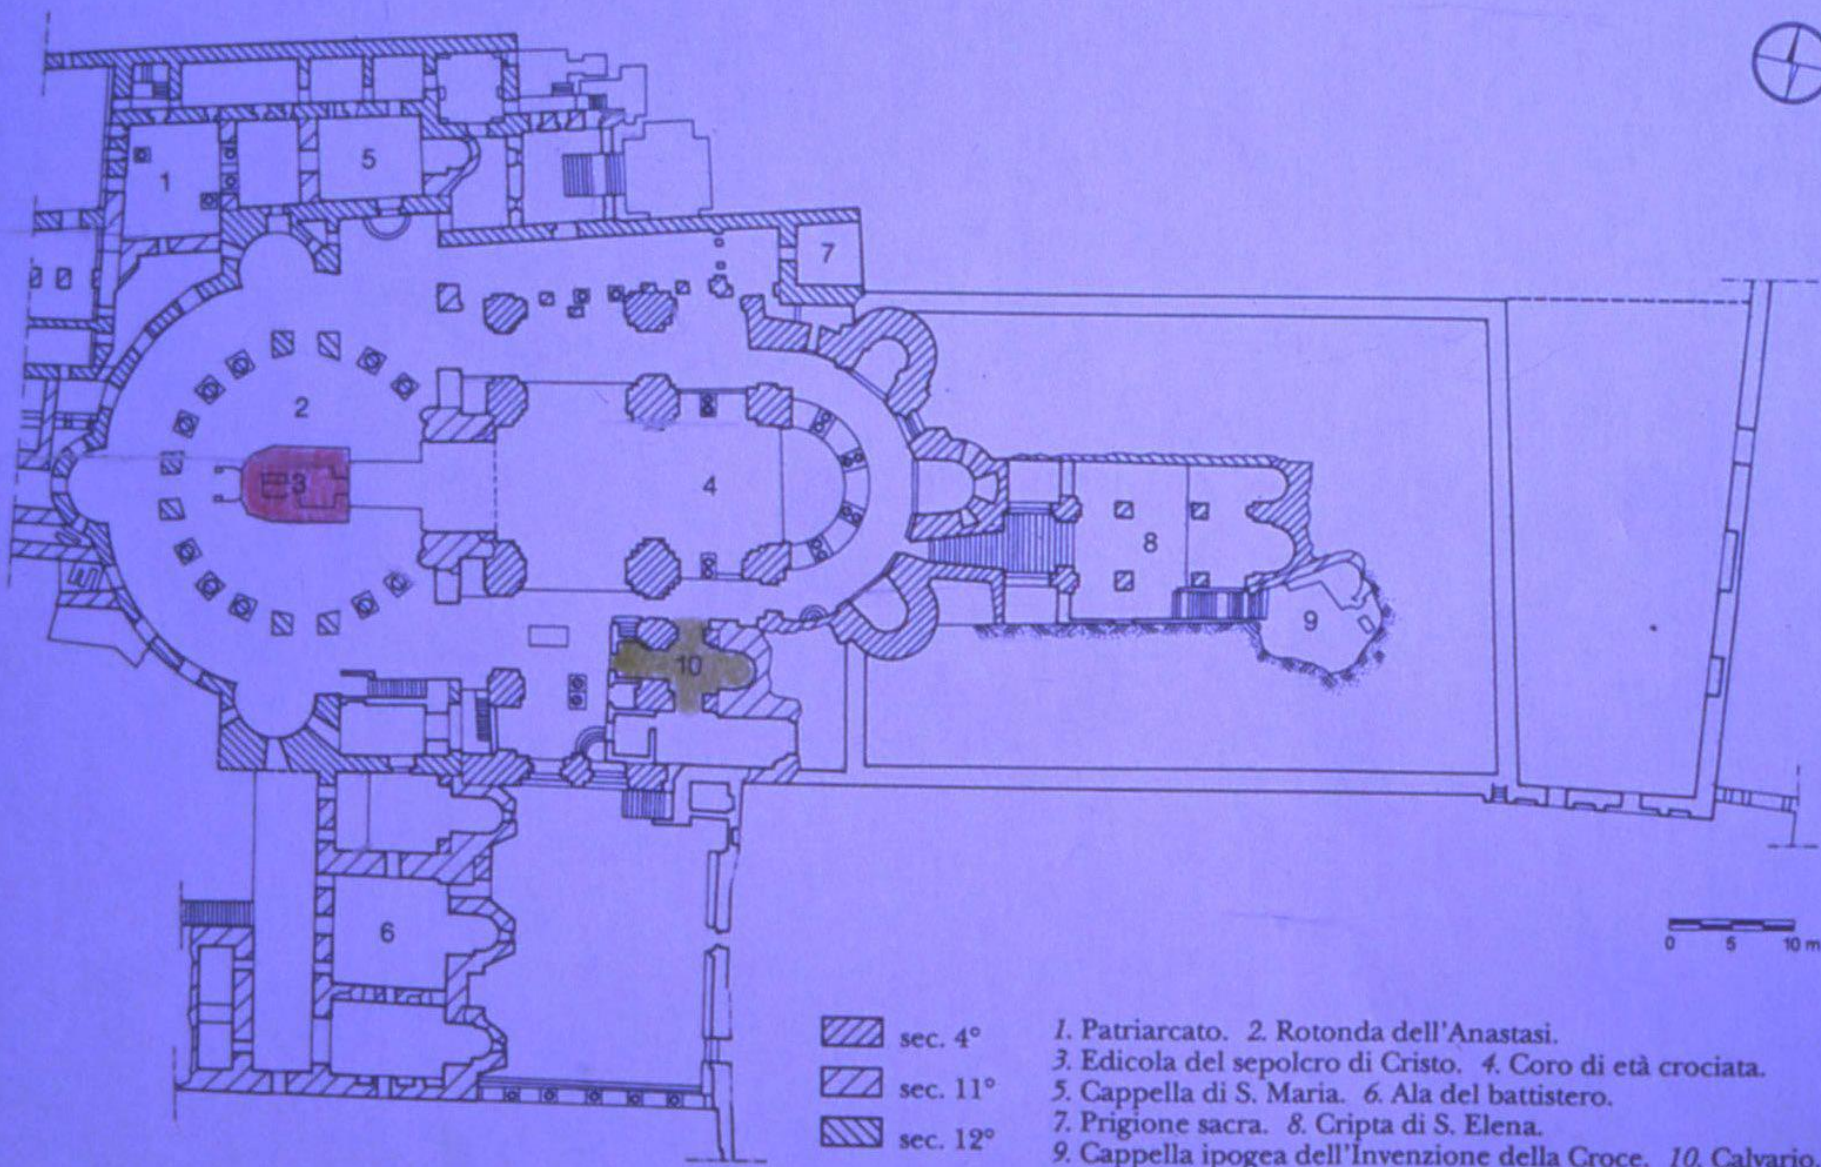 1
5
7
2
3
4
8
9
10
6
0 5 10 m
sec. 4°
sec. 11°
sec. 12°
1. Patriarcato. 2. Rotonda dell'Anastasi.
3. Edicola del sepolcro di Cristo. 4. Coro di età crociata.
5. Cappella di S. Maria. 6. Ala del battistero.
7. Prigione sacra. 8. Cripta di S. Elena.
9. Cappella ipogea dell'Invenzione della Croce. 10. Calvario.